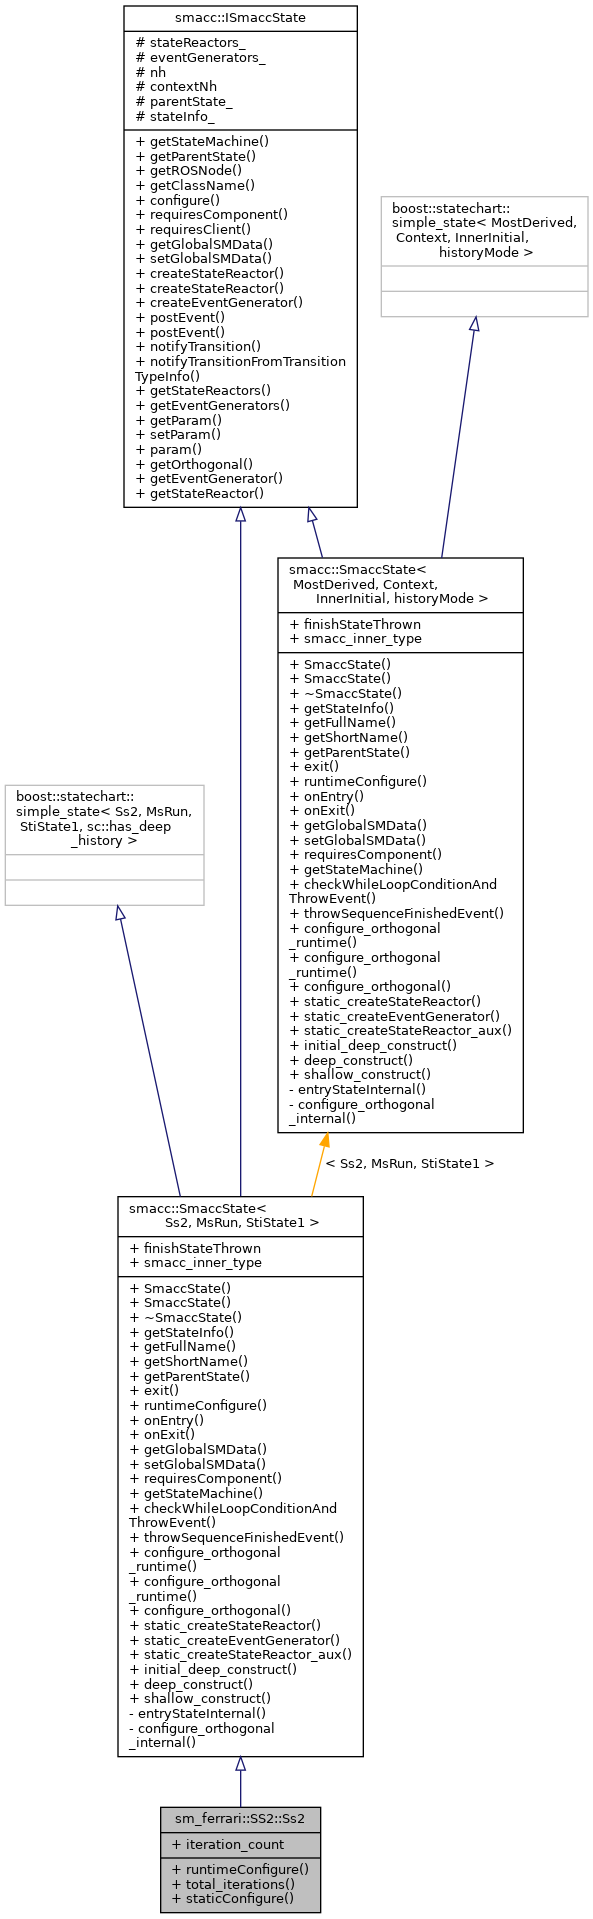 smacc::ISmaccState
# stateReactors_
# eventGenerators_
# nh
# contextNh
# parentState_
# stateInfo_
+ getStateMachine()
+ getParentState()
+ getROSNode()
+ getClassName()
+ configure()
+ requiresComponent()
+ requiresClient()
+ getGlobalSMData()
+ setGlobalSMData()
+ createStateReactor()
+ createStateReactor()
+ createEventGenerator()
+ postEvent()
+ postEvent()
+ notifyTransition()
+ notifyTransitionFromTransition
TypeInfo()
+ getStateReactors()
+ getEventGenerators()
+ getParam()
+ setParam()
+ param()
+ getOrthogonal()
+ getEventGenerator()
+ getStateReactor()
boost::statechart::
simple_state< MostDerived,
Context, InnerInitial,
historyMode >
smacc::SmaccState<
MostDerived, Context,
InnerInitial, historyMode >
+ finishStateThrown
+ smacc_inner_type
+ SmaccState()
+ SmaccState()
+ ~SmaccState()
+ getStateInfo()
+ getFullName()
+ getShortName()
+ getParentState()
+ exit()
+ runtimeConfigure()
+ onEntry()
+ onExit()
+ getGlobalSMData()
+ setGlobalSMData()
+ requiresComponent()
+ getStateMachine()
+ checkWhileLoopConditionAnd
ThrowEvent()
+ throwSequenceFinishedEvent()
+ configure_orthogonal
_runtime()
+ configure_orthogonal
_runtime()
+ configure_orthogonal()
+ static_createStateReactor()
+ static_createEventGenerator()
+ static_createStateReactor_aux()
+ initial_deep_construct()
+ deep_construct()
+ shallow_construct()
- entryStateInternal()
- configure_orthogonal
_internal()
boost::statechart::
simple_state< Ss2, MsRun,
StiState1, sc::has_deep
_history >
< Ss2, MsRun, StiState1 >
smacc::SmaccState<
Ss2, MsRun, StiState1 >
+ finishStateThrown
+ smacc_inner_type
+ SmaccState()
+ SmaccState()
+ ~SmaccState()
+ getStateInfo()
+ getFullName()
+ getShortName()
+ getParentState()
+ exit()
+ runtimeConfigure()
+ onEntry()
+ onExit()
+ getGlobalSMData()
+ setGlobalSMData()
+ requiresComponent()
+ getStateMachine()
+ checkWhileLoopConditionAnd
ThrowEvent()
+ throwSequenceFinishedEvent()
+ configure_orthogonal
_runtime()
+ configure_orthogonal
_runtime()
+ configure_orthogonal()
+ static_createStateReactor()
+ static_createEventGenerator()
+ static_createStateReactor_aux()
+ initial_deep_construct()
+ deep_construct()
+ shallow_construct()
- entryStateInternal()
- configure_orthogonal
_internal()
sm_ferrari::SS2::Ss2
+ iteration_count
+ runtimeConfigure()
+ total_iterations()
+ staticConfigure()